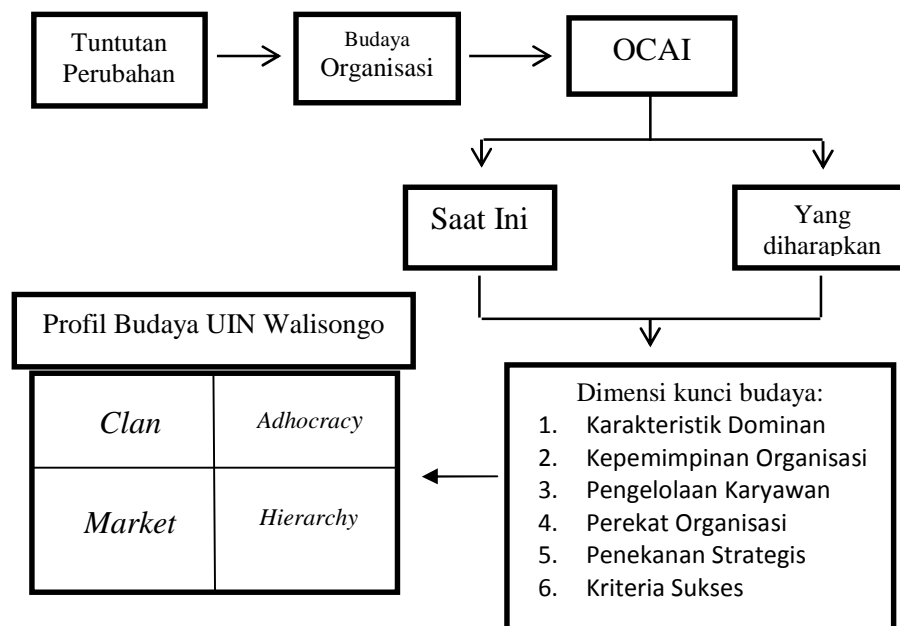 Tuntutan
Perubahan
Budaya
Organisasi
OCAI
Saat Ini
Yang
diharapkan
Profil Budaya UIN Walisongo
Clan
Adhocracy
Market
Hierarchy
Dimensi kunci budaya:
1. Karakteristik Dominan
2. Kepemimpinan Organisasi
3. Pengelolaan Karyawan
4. Perekat Organisasi
5. Penekanan Strategis
6. Kriteria Sukses